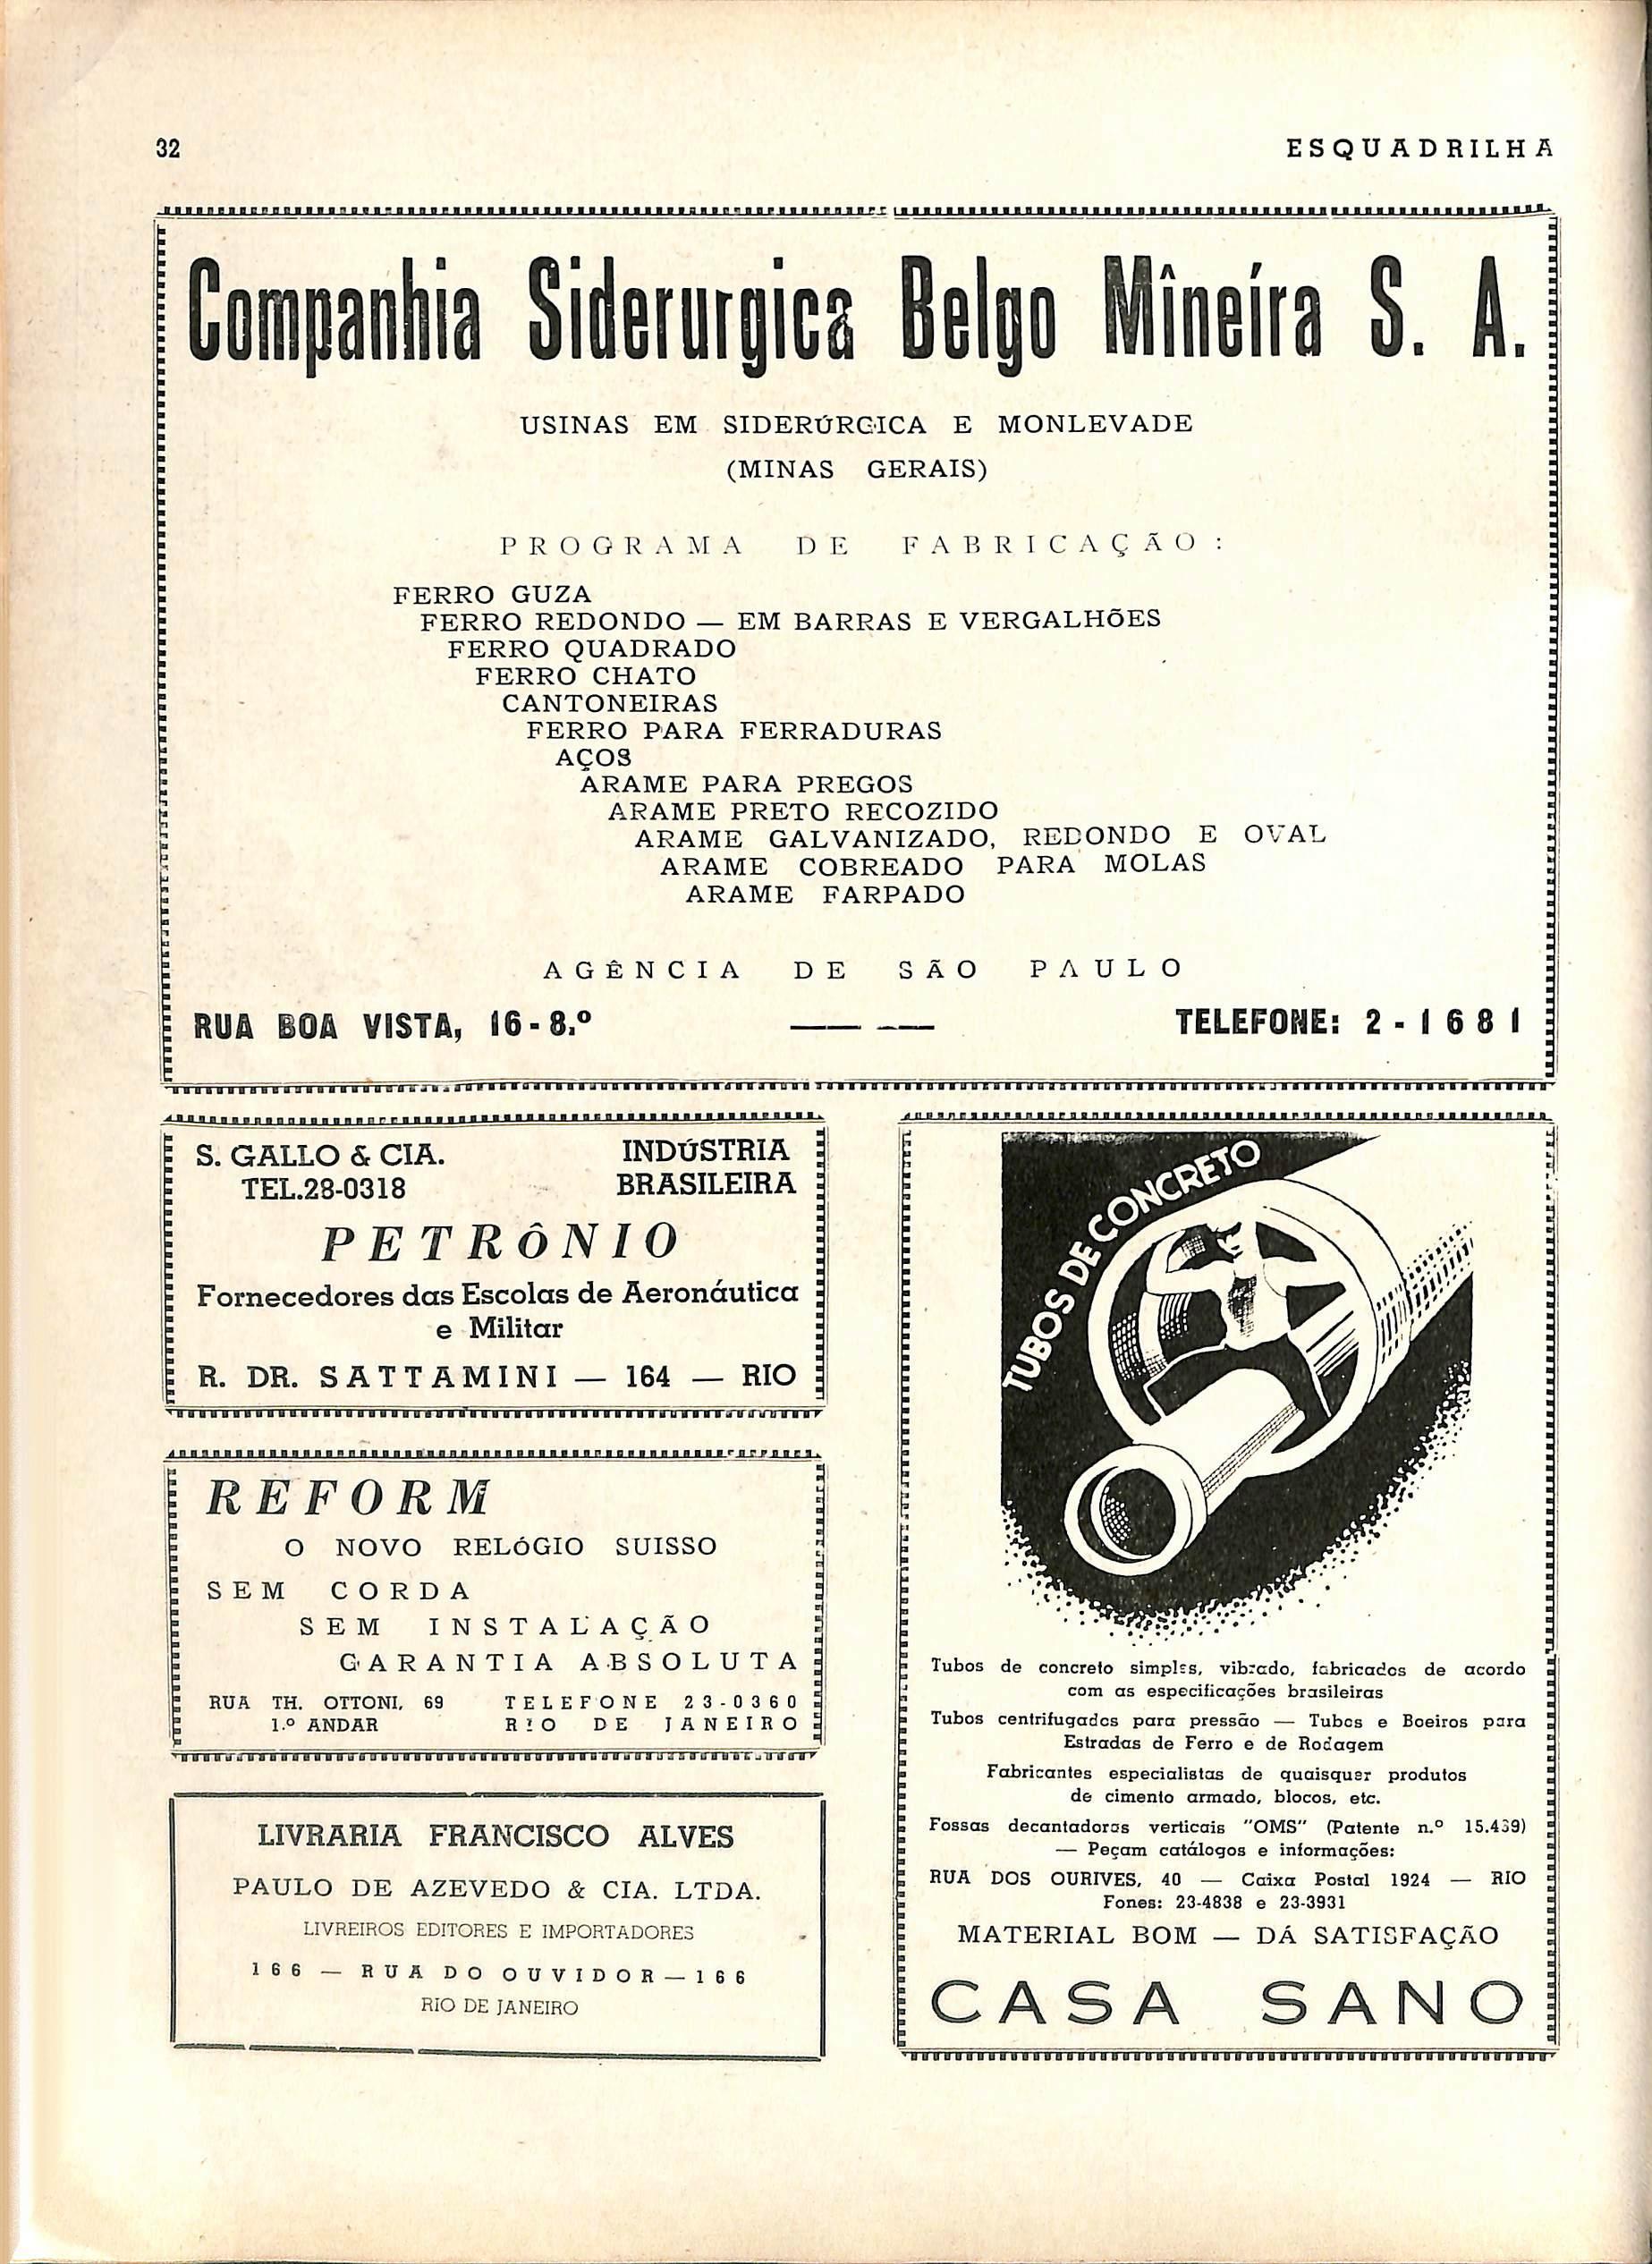 32
ESQUADRILHA
Companhia Siderurgica Belgo Mîneíra S. A.
USINAS EM SIDERÚRGICA E MONLEVADE
(MINAS GERAIS)
PROGRAMA DE FABRICAÇÃO:
FERRO GUZA
FERRO REDONDO — EM BARRAS E VERGALHÕES
FERRO QUADRADO
FERRO CHATO
CANTONEIRAS
FERRO PARA FERRADURAS
AÇOS
ARAME PARA PREGOS
ARAME PRETO RECOZIDO
ARAME GALVANIZADO, REDONDO E OVAL
ARAME COBREADO PARA MOLAS
ARAME FARPADO
AGÊNCIA DE SÃO PAULO
RUA BOA VISTA, 16-8.º — — TELEFONE: 2-1681
S. GALLO & CIA. INDÚSTRIA
TEL.28-0318 BRASILEIRA
PETRÔNIO
Fornecedores das Escolas de Aeronáutica
e Militar
R. DR. SATTAMINI — 164 — RIO
REFORM
O NOVO RELÓGIO SUISSO
SEM CORDA
SEM INSTALAÇÃO
GARANTIA ABSOLUTA
RUA TH. OTTONI, 69 TELEFONE 23-0360
1.º ANDAR RIO DE JANEIRO
LIVRARIA FRANCISCO ALVES
PAULO DE AZEVEDO & CIA. LTDA.
LIVREIROS EDITORES E IMPORTADORES
166 — RUA DO OUVIDOR — 166
RIO DE JANEIRO
TUBOS DE CONCRETO
Tubos de concreto simples, vibrado, fabricados de acordo
com as especificações brasileiras
Tubos centrifugados para pressão — Tubos e Boeiros para
Estradas de Ferro e de Rodagem
Fabricantes especialistas de quaisquer produtos
de cimento armado, blocos, etc.
Fossas decantadoras verticais "OMS" (Patente n.º 15.439)
— Peçam catálogos e informações:
RUA DOS OURIVES, 40 — Caixa Postal 1924 — RIO
Fones: 23-4838 e 23-3931
MATERIAL BOM — DÁ SATISFAÇÃO
CASA SANO